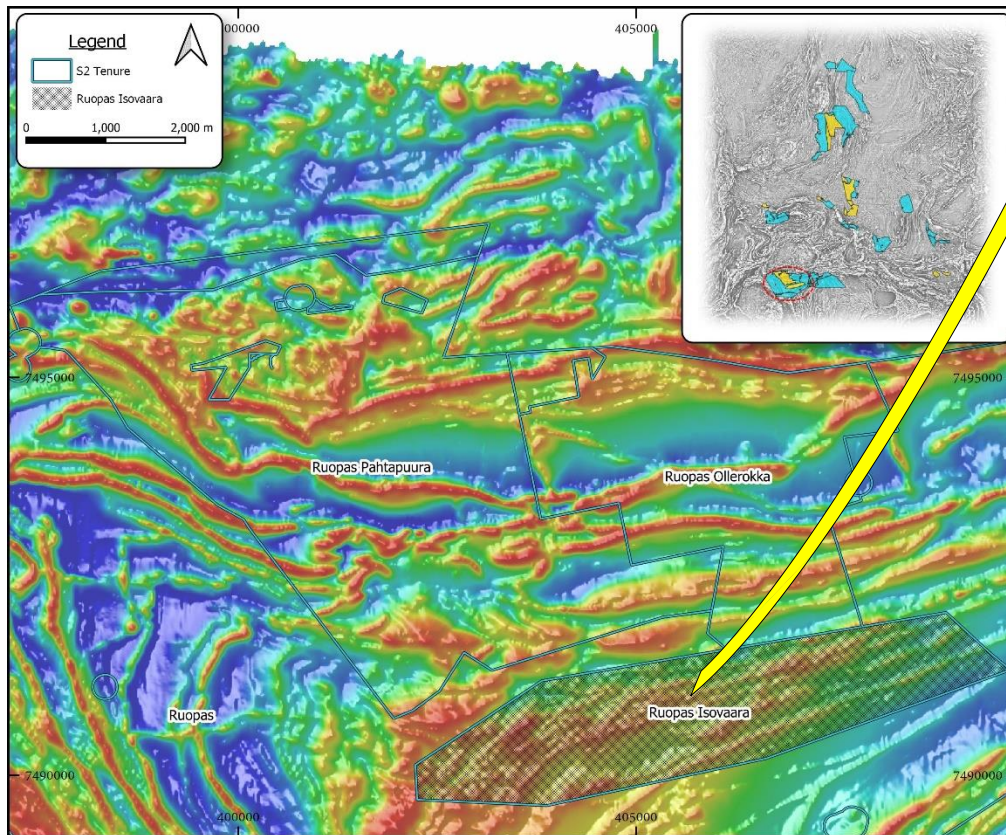 Legend
S2 Tenure
Ruopas Isovaara
0 1,000 2,000 m
00000
405000
7495000
7495000
Ruopas Pahtapuura
Ruopas Ollerokka
Ruopas Isovaara
Ruopas
7490000
7490000
400000
405000